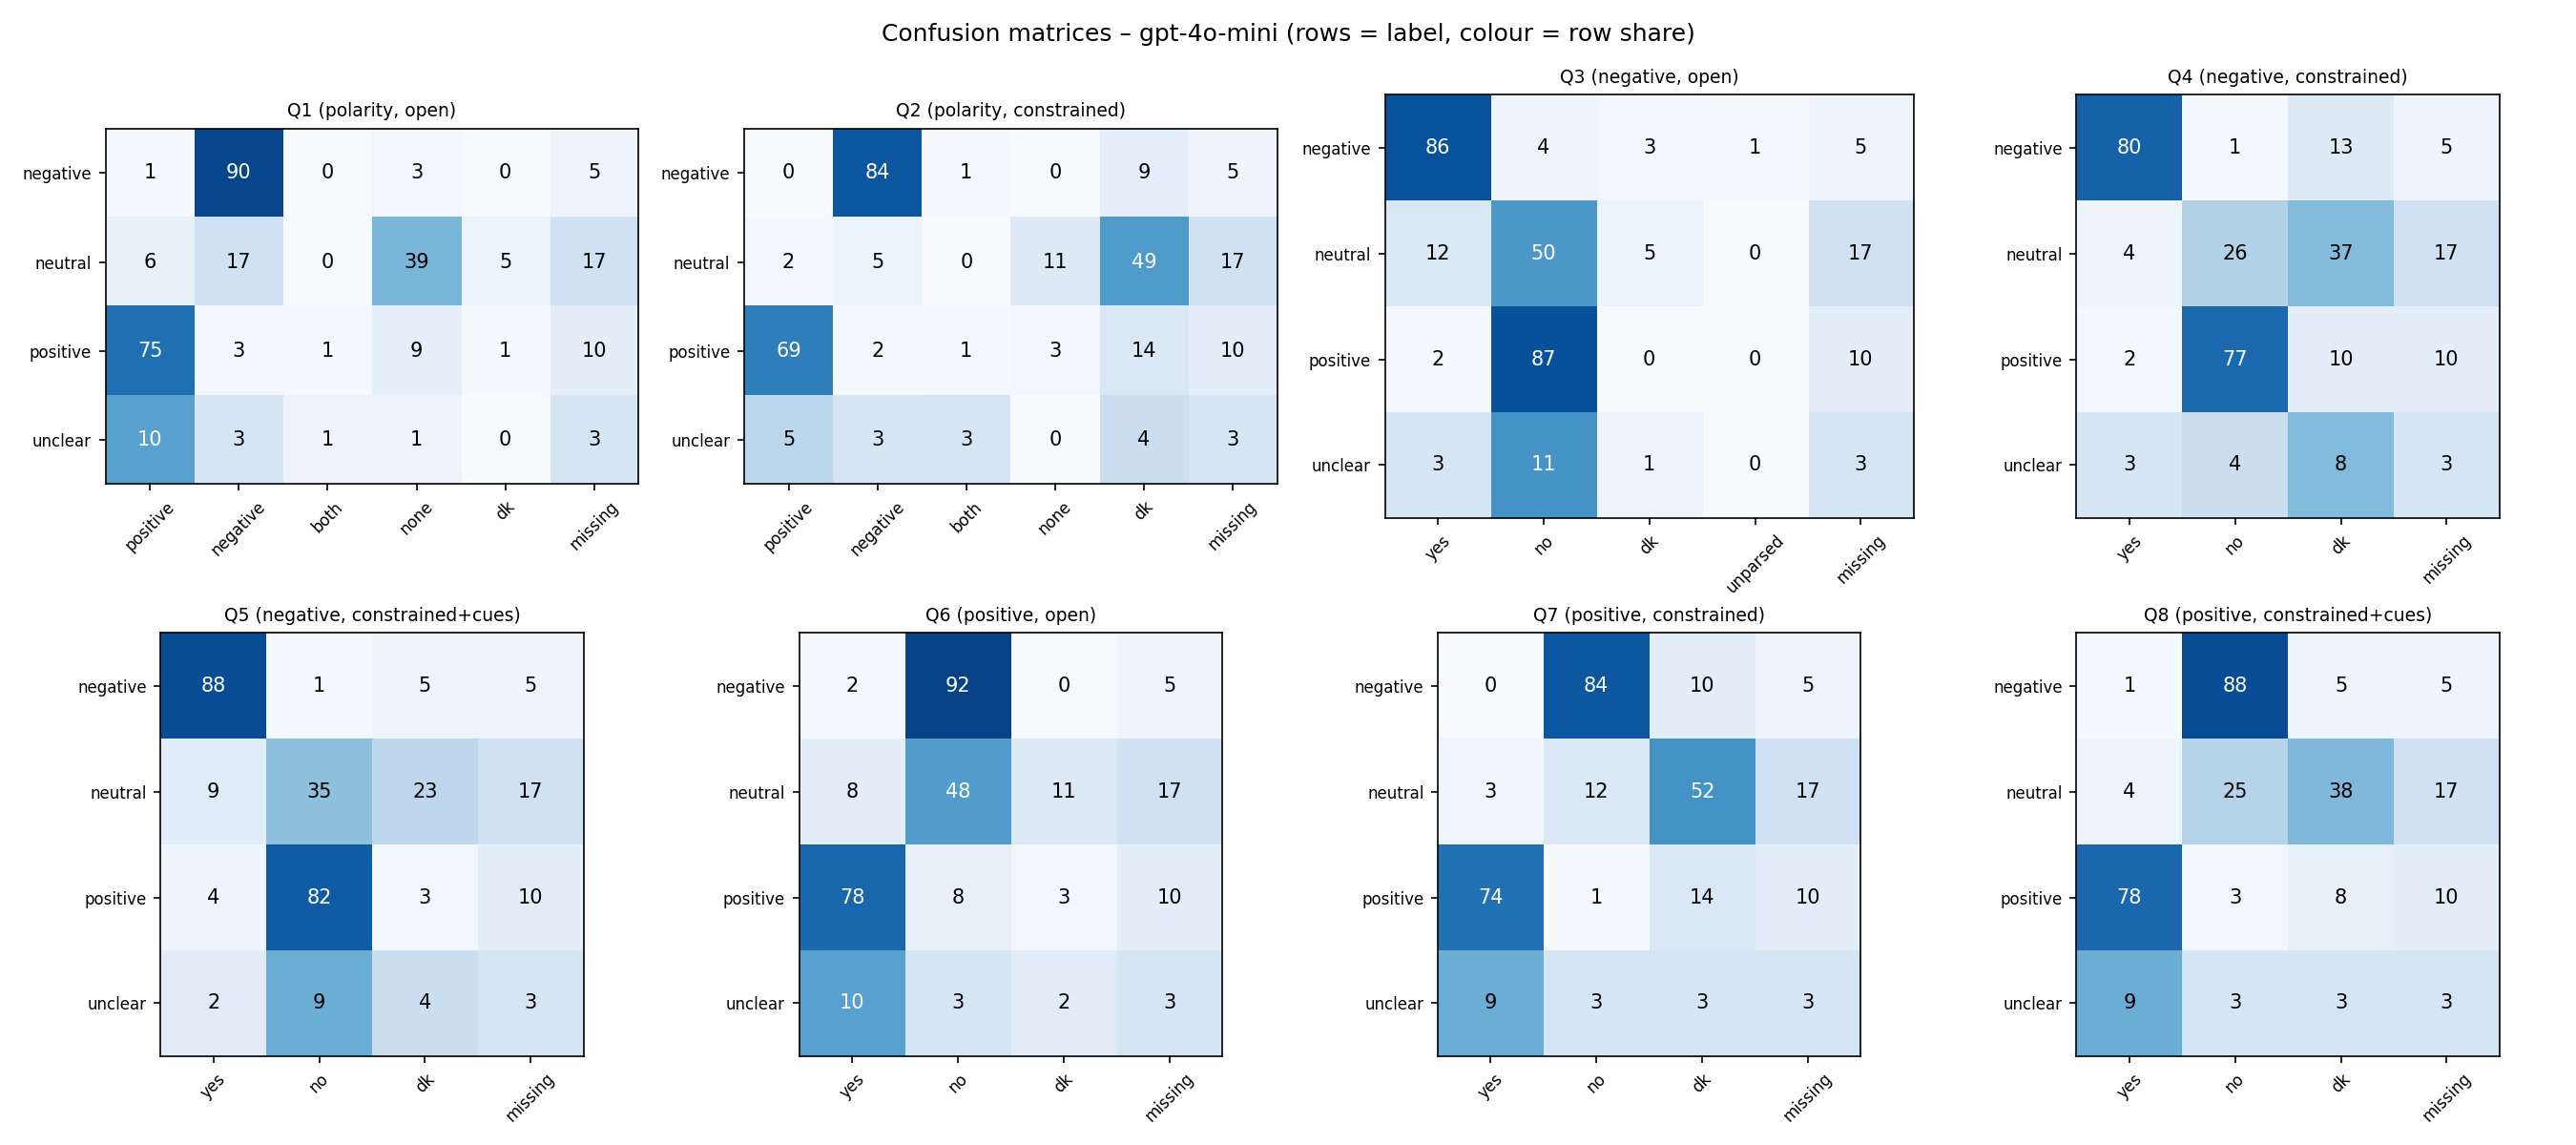 Confusion matrices – gpt-4o-mini (rows = label, colour = row share)
Q1 (polarity, open)
negative 1 90 0 3 0 5
neutral 6 17 0 39 5 17
positive 75 3 1 9 1 10
unclear 10 3 1 1 0 3
positive negative both none dk missing
Q2 (polarity, constrained)
negative 0 84 1 0 9 5
neutral 2 5 0 11 49 17
positive 69 2 1 3 14 10
unclear 5 3 3 0 4 3
positive negative both none dk missing
Q3 (negative, open)
negative 86 4 3 1 5
neutral 12 50 5 0 17
positive 2 87 0 0 10
unclear 3 11 1 0 3
yes no dk unparsed missing
Q4 (negative, constrained)
negative 80 1 13 5
neutral 4 26 37 17
positive 2 77 10 10
unclear 3 4 8 3
yes no dk missing
Q5 (negative, constrained+cues)
negative 88 1 5 5
neutral 9 35 23 17
positive 4 82 3 10
unclear 2 9 4 3
yes no dk missing
Q6 (positive, open)
negative 2 92 0 5
neutral 8 48 11 17
positive 78 8 3 10
unclear 10 3 2 3
yes no dk missing
Q7 (positive, constrained)
negative 0 84 10 5
neutral 3 12 52 17
positive 74 1 14 10
unclear 9 3 3 3
yes no dk missing
Q8 (positive, constrained+cues)
negative 1 88 5 5
neutral 4 25 38 17
positive 78 3 8 10
unclear 9 3 3 3
yes no dk missing